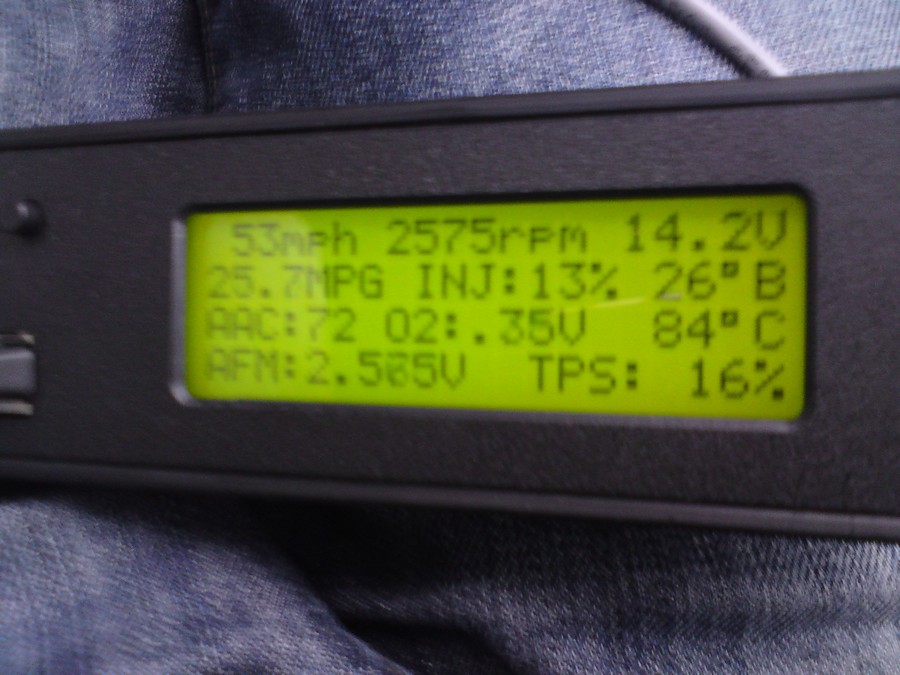 53mph 2575rpm 14.2V
25.7MPG INJ:13% 26°B
AAC:72 O2:.35V 84°C
AFM:2.505V TPS: 16%